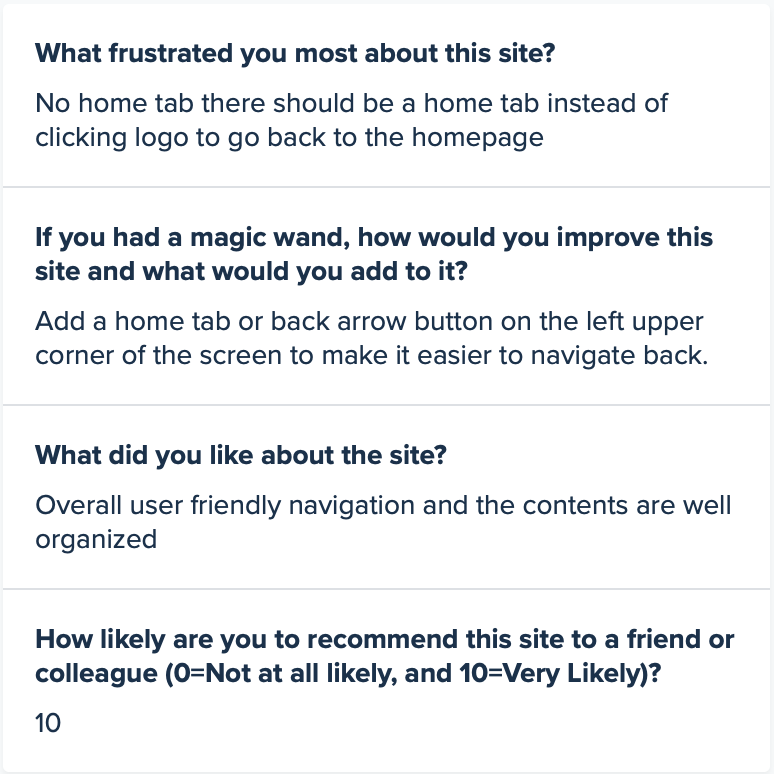 What frustrated you most about this site?
No home tab there should be a home tab instead of
clicking logo to go back to the homepage
If you had a magic wand, how would you improve this
site and what would you add to it?
Add a home tab or back arrow button on the left upper
corner of the screen to make it easier to navigate back.
What did you like about the site?
Overall user friendly navigation and the contents are well
organized
How likely are you to recommend this site to a friend or
colleague (0=Not at all likely, and 10=Very Likely)?
10